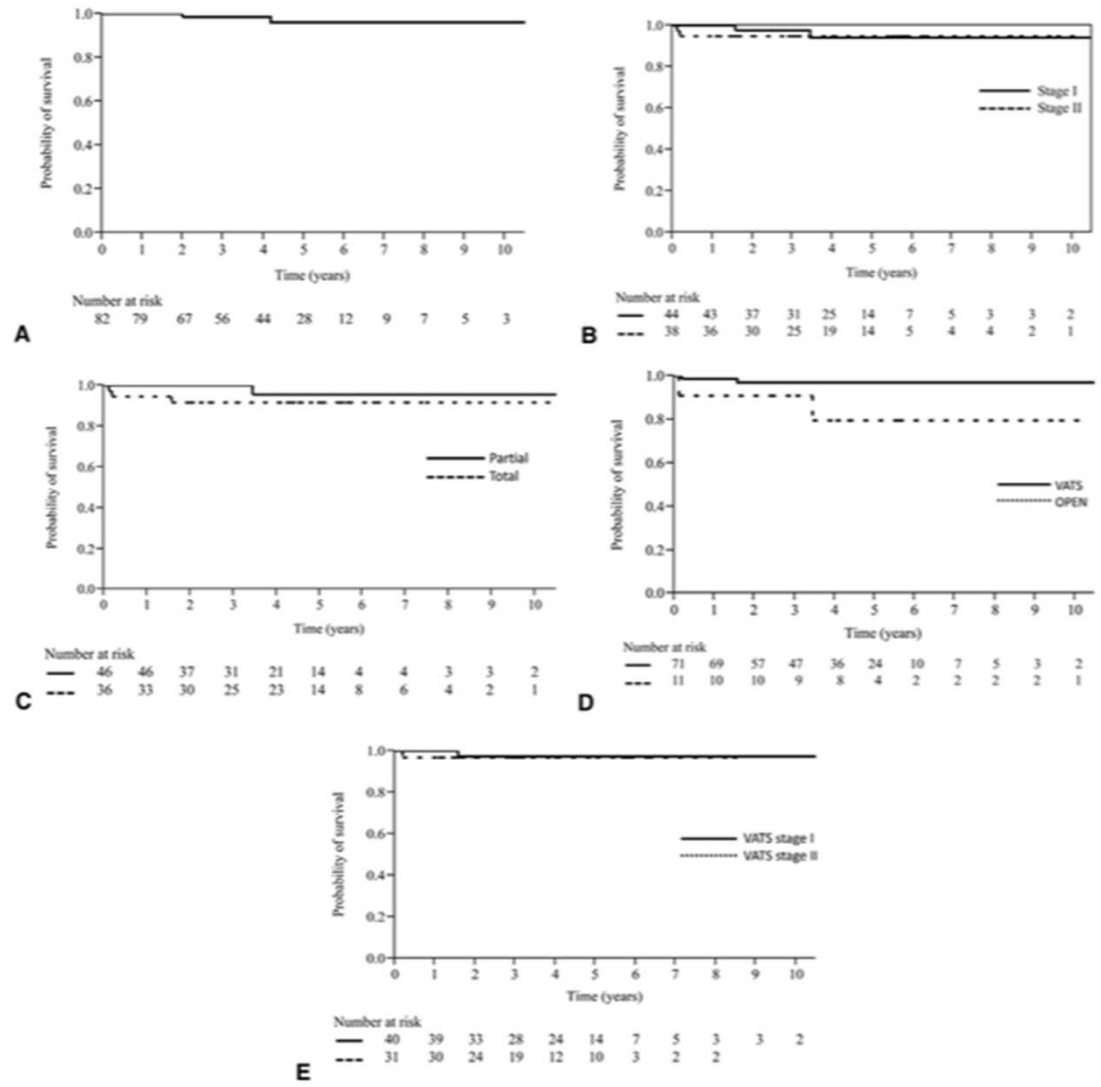 1.0
0.8
0.6
0.4
0.2
0.0
Probability of survival
0 1 2 3 4 5 6 7 8 9 10
Time (years)
Number at risk
82 79 67 56 44 28 12 9 7 5 3
A
1.0
0.8
0.6
0.4
0.2
0.0
Probability of survival
Stage I
Stage II
0 1 2 3 4 5 6 7 8 9 10
Time (years)
Number at risk
44 43 37 31 25 14 7 5 3 3 2
38 36 30 25 19 14 5 4 4 2 1
B
1.0
0.8
0.6
0.4
0.2
0.0
Probability of survival
Partial
Total
0 1 2 3 4 5 6 7 8 9 10
Time (years)
Number at risk
46 46 37 31 21 14 4 4 3 3 2
36 33 30 25 23 14 8 6 4 2 1
C
1.0
0.8
0.6
0.4
0.2
0.0
Probability of survival
VATS
OPEN
0 1 2 3 4 5 6 7 8 9 10
Time (years)
Number at risk
71 69 57 47 36 24 10 7 5 3 2
11 10 10 9 8 4 2 2 2 2 1
D
1.0
0.8
0.6
0.4
0.2
0.0
Probability of survival
VATS stage I
VATS stage II
0 1 2 3 4 5 6 7 8 9 10
Time (years)
Number at risk
40 39 33 28 24 14 7 5 3 3 2
31 30 24 19 12 10 3 2 2
E